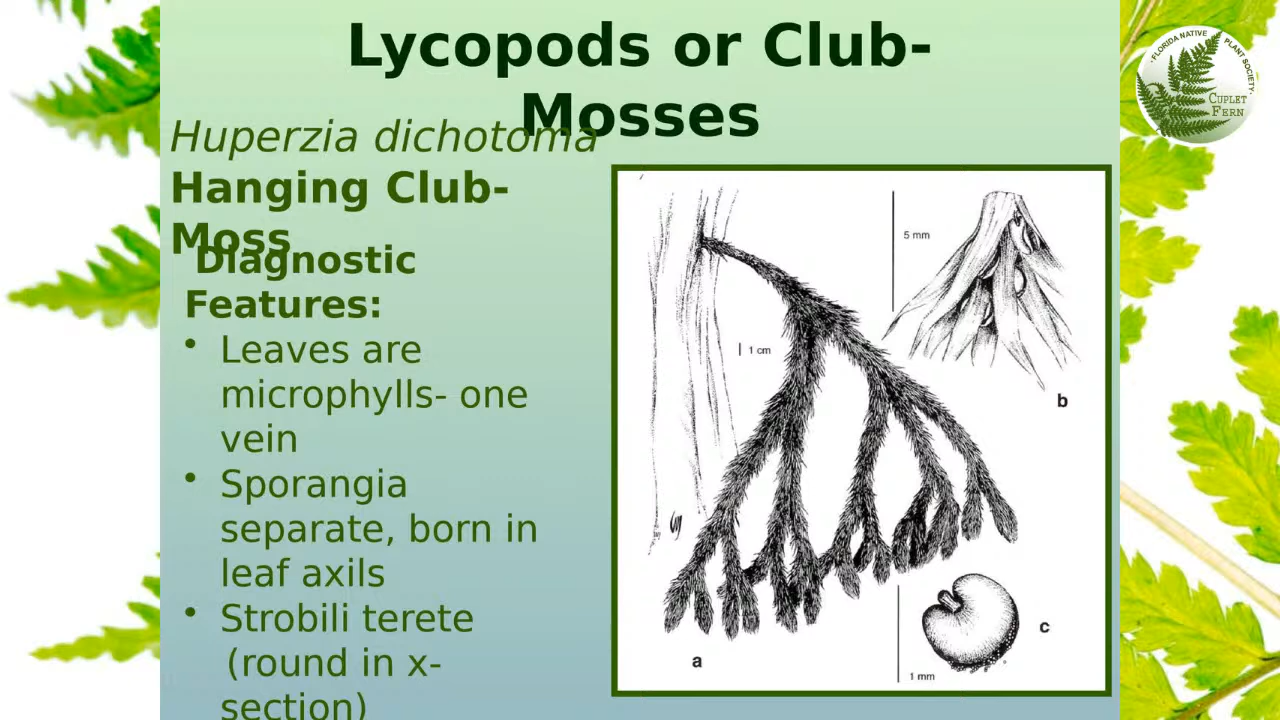 Lycopods or Club-
Mosses
Huperzia dichotoma
Hanging Club-
Moss
Diagnostic
Features:
• Leaves are
microphylls- one
vein
• Sporangia
separate, born in
leaf axils
• Strobili terete
(round in x-
section)
5 mm
1 cm
b
c
a
1 mm
· FLORIDA NATIVE PLANT SOCIETY ·
CUPLET
FERN